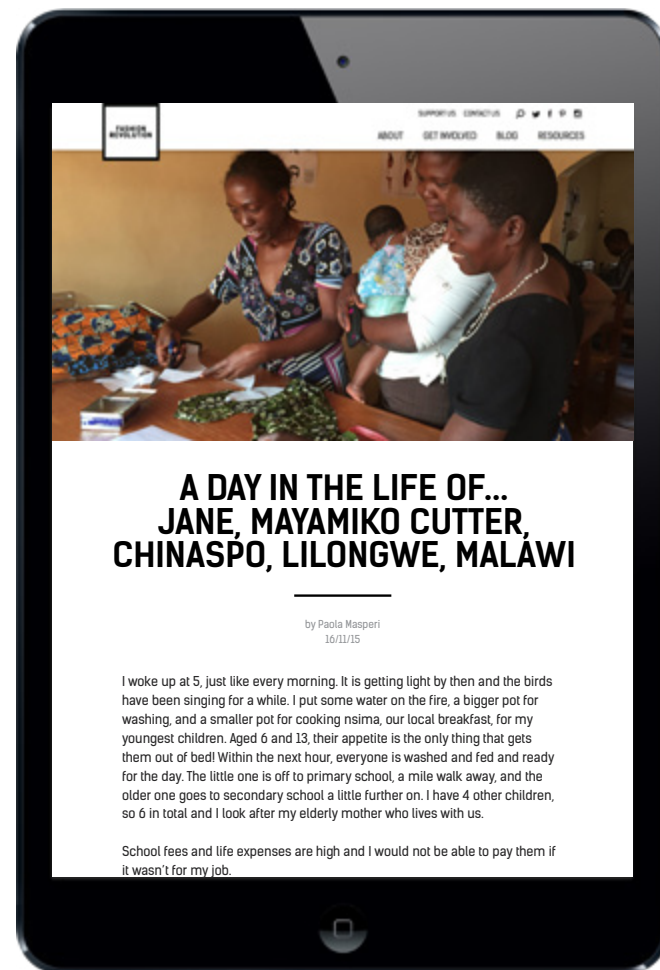 FASHION
REVOLUTION
SUPPORT US CONTACT US
ABOUT GET INVOLVED BLOG RESOURCES
A DAY IN THE LIFE OF...
JANE, MAYAMIKO CUTTER,
CHINASPO, LILONGWE, MALAWI
by Paola Masperi
16/11/15
I woke up at 5, just like every morning. It is getting light by then and the birds
have been singing for a while. I put some water on the fire, a bigger pot for
washing, and a smaller pot for cooking nsima, our local breakfast, for my
youngest children. Aged 6 and 13, their appetite is the only thing that gets
them out of bed! Within the next hour, everyone is washed and fed and ready
for the day. The little one is off to primary school, a mile walk away, and the
older one goes to secondary school a little further on. I have 4 other children,
so 6 in total and I look after my elderly mother who lives with us.
School fees and life expenses are high and I would not be able to pay them if
it wasn't for my job.